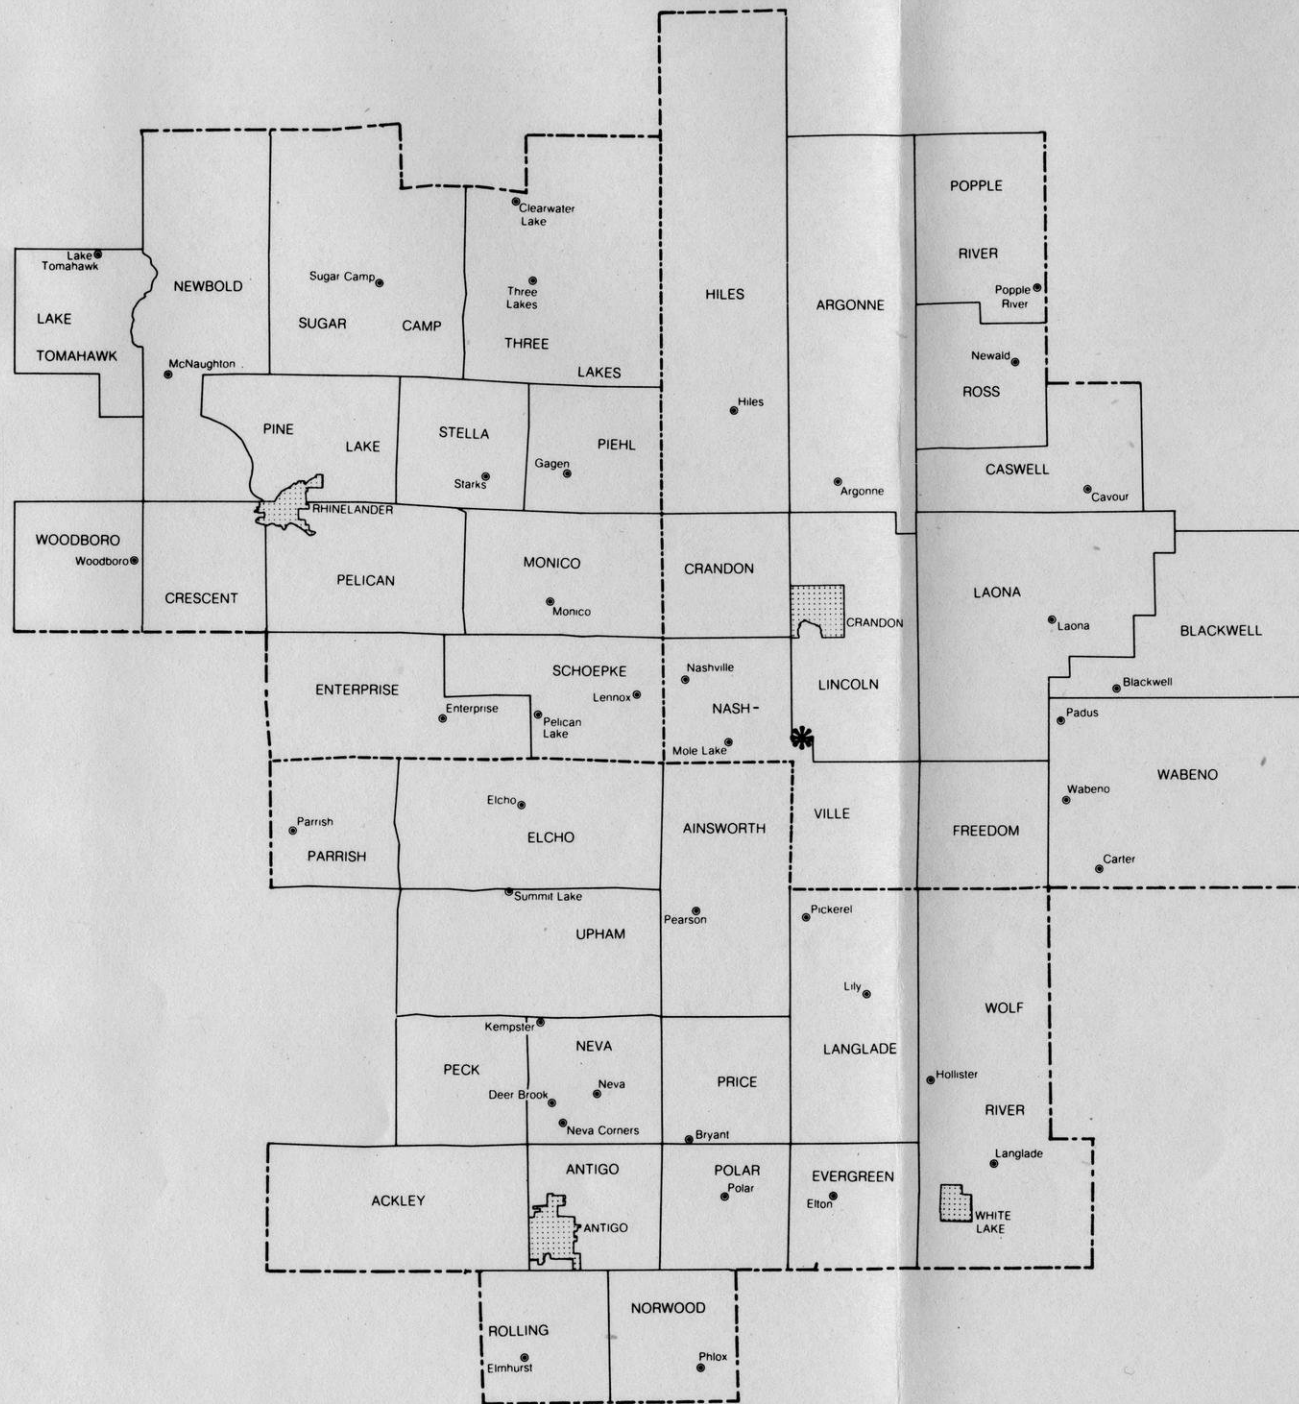 POPPLE
RIVER
Popple
River
Clearwater
Lake
Lake
Tomahawk
LAKE
TOMAHAWK
NEWBOLD
McNaughton
Sugar Camp
SUGAR CAMP
Three
Lakes
THREE
LAKES
HILES
Hiles
ARGONNE
Argonne
Newald
ROSS
PINE
LAKE
STELLA
Starks
PIEHL
Gagen
CASWELL
Cavour
RHINELANDER
WOODBORO
Woodboro
CRESCENT
PELICAN
MONICO
Monico
CRANDON
CRANDON
LAONA
Laona
BLACKWELL
Blackwell
ENTERPRISE
Enterprise
SCHOEPKE
Lennox
Pelican
Lake
Nashville
NASH-
Mole Lake
LINCOLN
Padus
WABENO
Wabeno
Carter
Parrish
PARRISH
Elcho
ELCHO
AINSWORTH
VILLE
FREEDOM
Summit Lake
UPHAM
Pearson
Pickerel
Lily
LANGLADE
WOLF
RIVER
Hollister
Langlade
WHITE
LAKE
Kempster
PECK
NEVA
Neva
Deer Brook
Neva Corners
PRICE
Bryant
ACKLEY
ANTIGO
ANTIGO
POLAR
Polar
EVERGREEN
Elton
ROLLING
Elmhurst
NORWOOD
Phlox